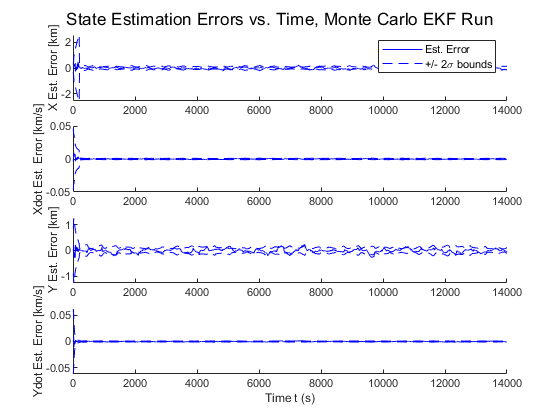 State Estimation Errors vs. Time, Monte Carlo EKF Run
X Est. Error [km]
2
0
-2
Est. Error
+/- 2σ bounds
0 2000 4000 6000 8000 10000 12000 14000
Xdot Est. Error [km/s]
0.05
0
-0.05
0 2000 4000 6000 8000 10000 12000 14000
Y Est. Error [km]
1
0
-1
0 2000 4000 6000 8000 10000 12000 14000
Ydot Est. Error [km/s]
0.05
0
-0.05
0 2000 4000 6000 8000 10000 12000 14000
Time t (s)